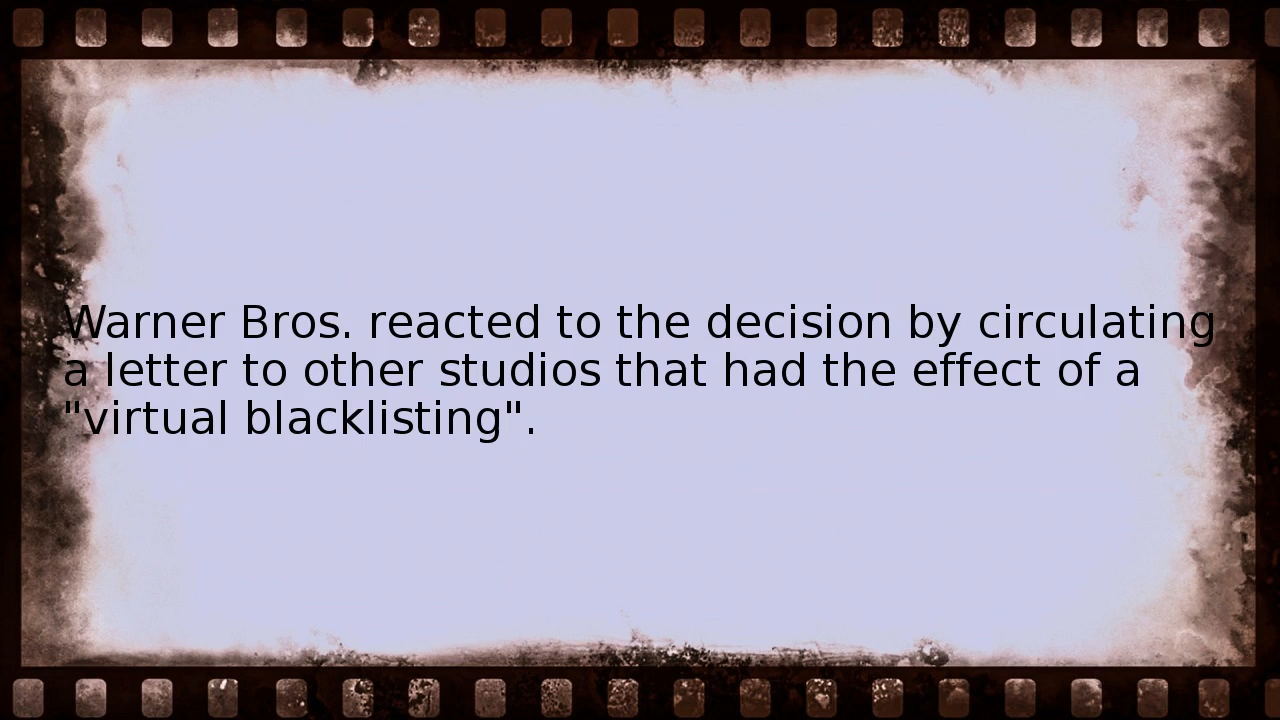 Warner Bros. reacted to the decision by circulating
a letter to other studios that had the effect of a
"virtual blacklisting".